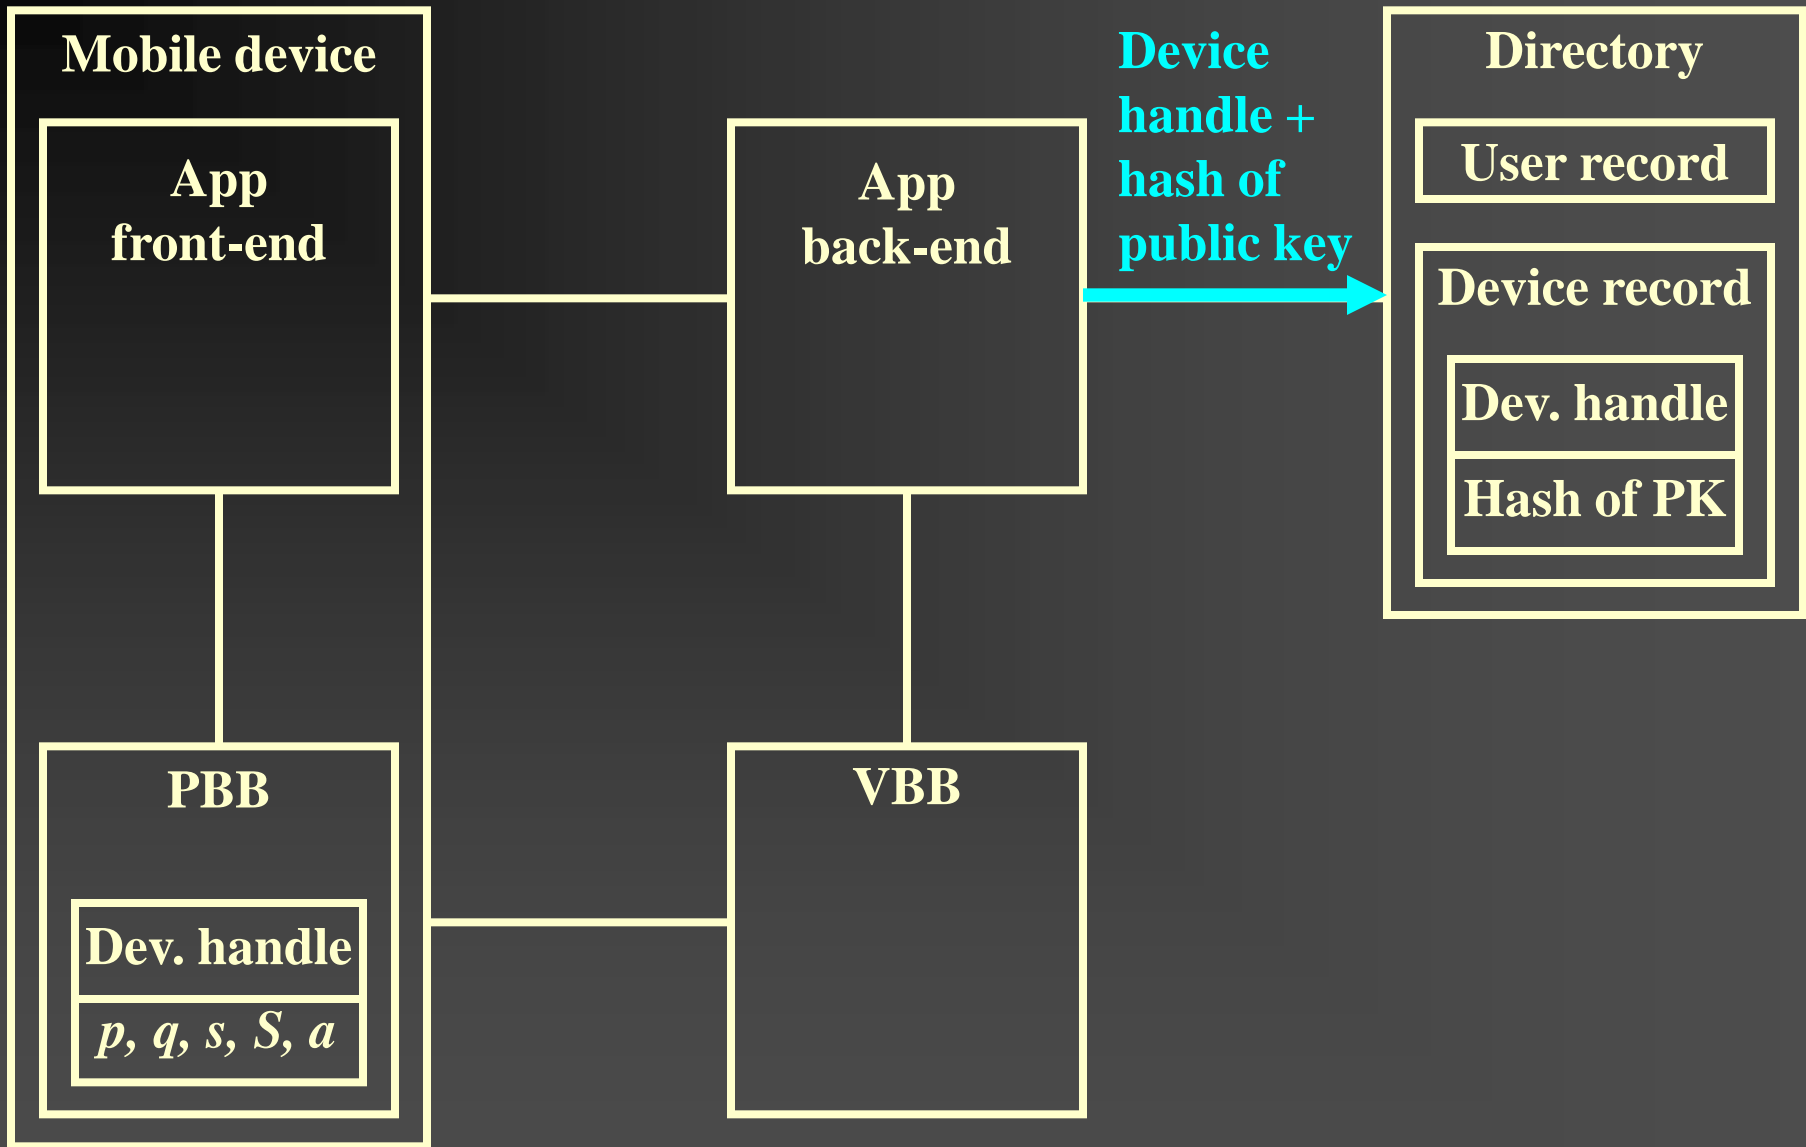 Mobile device
App
front-end
PBB
Dev. handle
p, q, s, S, a
App
back-end
VBB
Device
handle +
hash of
public key
Directory
User record
Device record
Dev. handle
Hash of PK